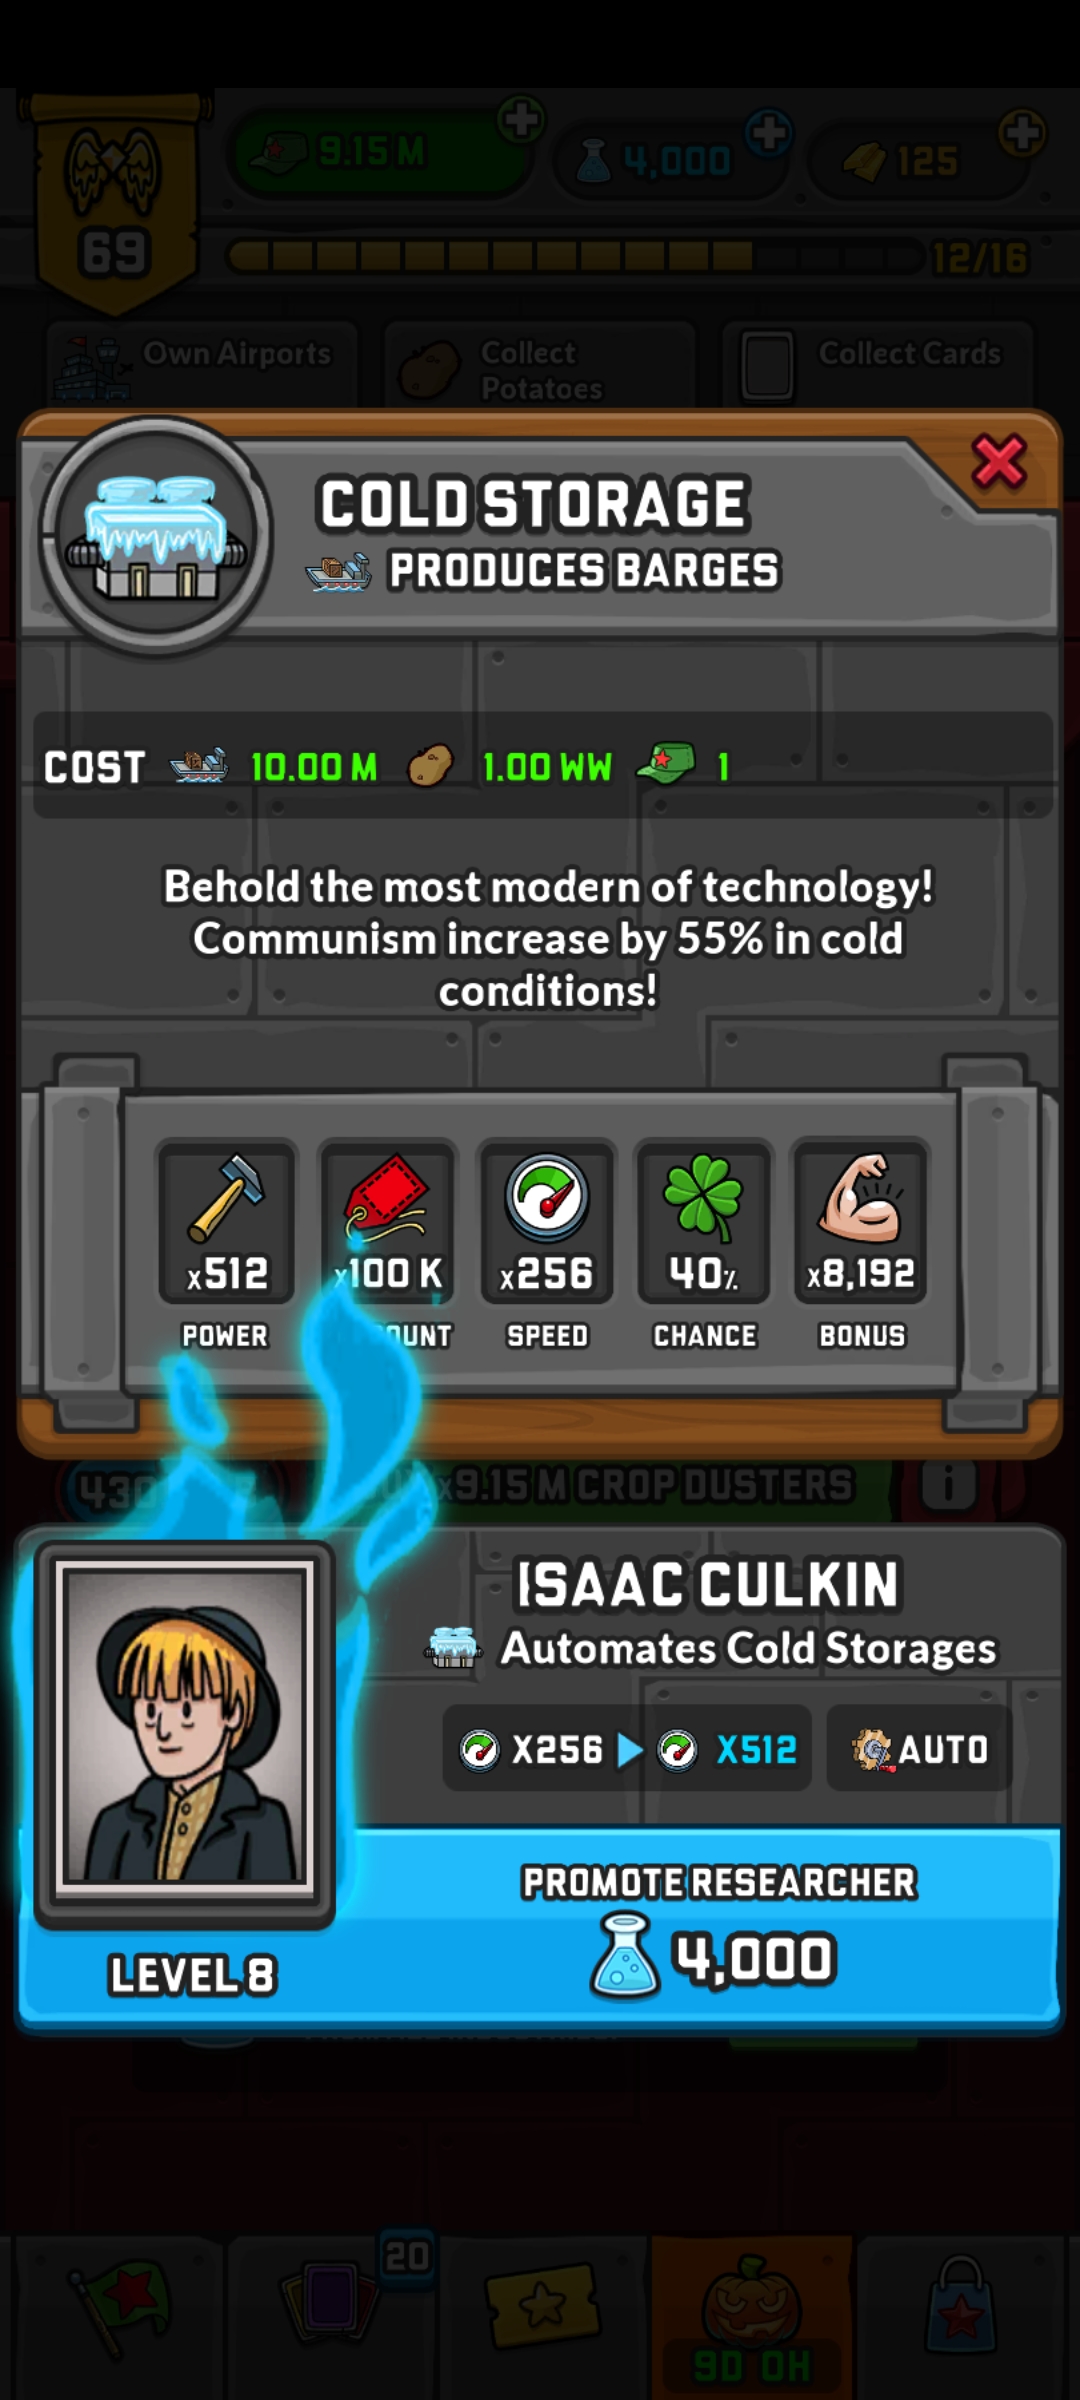 9.15 M
4,000
125
69
12/16
Own Airports
Collect
Potatoes
Collect Cards
COLD STORAGE
PRODUCES BARGES
COST 10.00 M 1.00 WW 1
Behold the most modern of technology!
Communism increase by 55% in cold
conditions!
x512
x100 K
x256
40%
x8,192
POWER
SPEED
CHANCE
BONUS
x9.15 M CROP DUSTERS
i
ISAAC CULKIN
Automates Cold Storages
X256 X512 AUTO
PROMOTE RESEARCHER
4,000
LEVEL 8
20
9D 0H